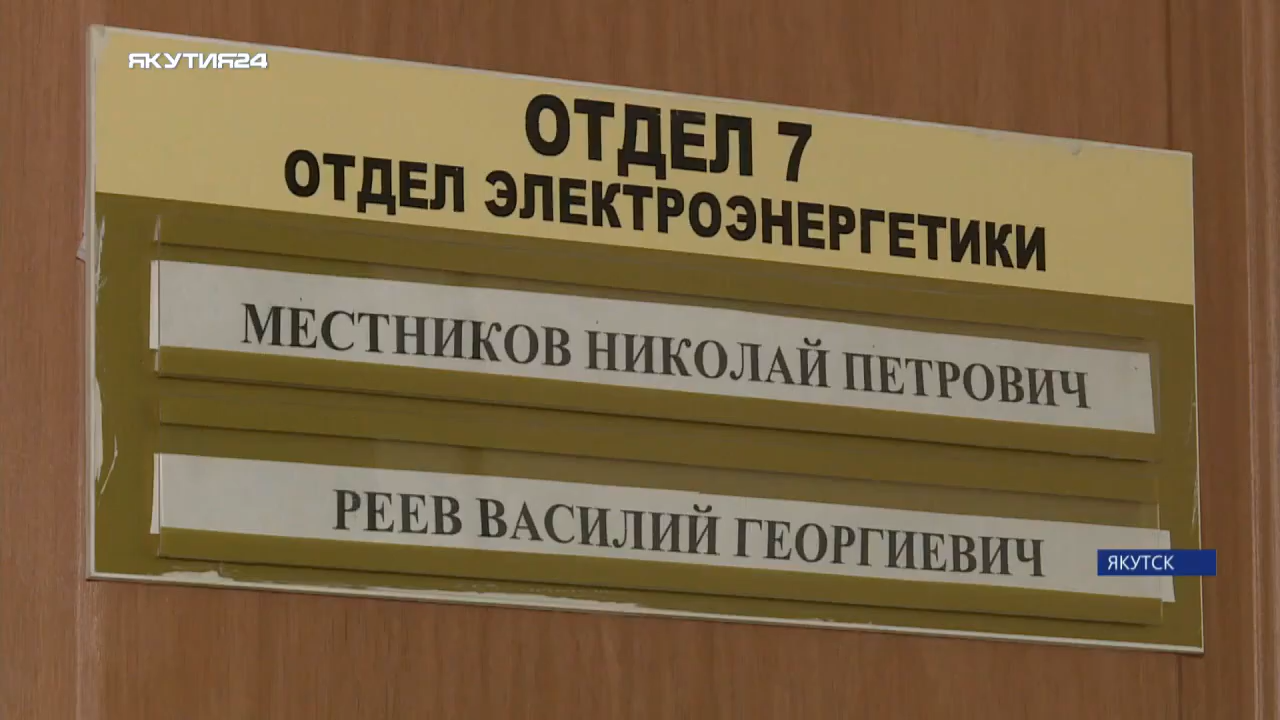 ЯКУТИЯ24
ОТДЕЛ 7
ОТДЕЛ ЭЛЕКТРОЭНЕРГЕТИКИ
МЕСТНИКОВ НИКОЛАЙ ПЕТРОВИЧ
РЕЕВ ВАСИЛИЙ ГЕОРГИЕВИЧ
ЯКУТСК